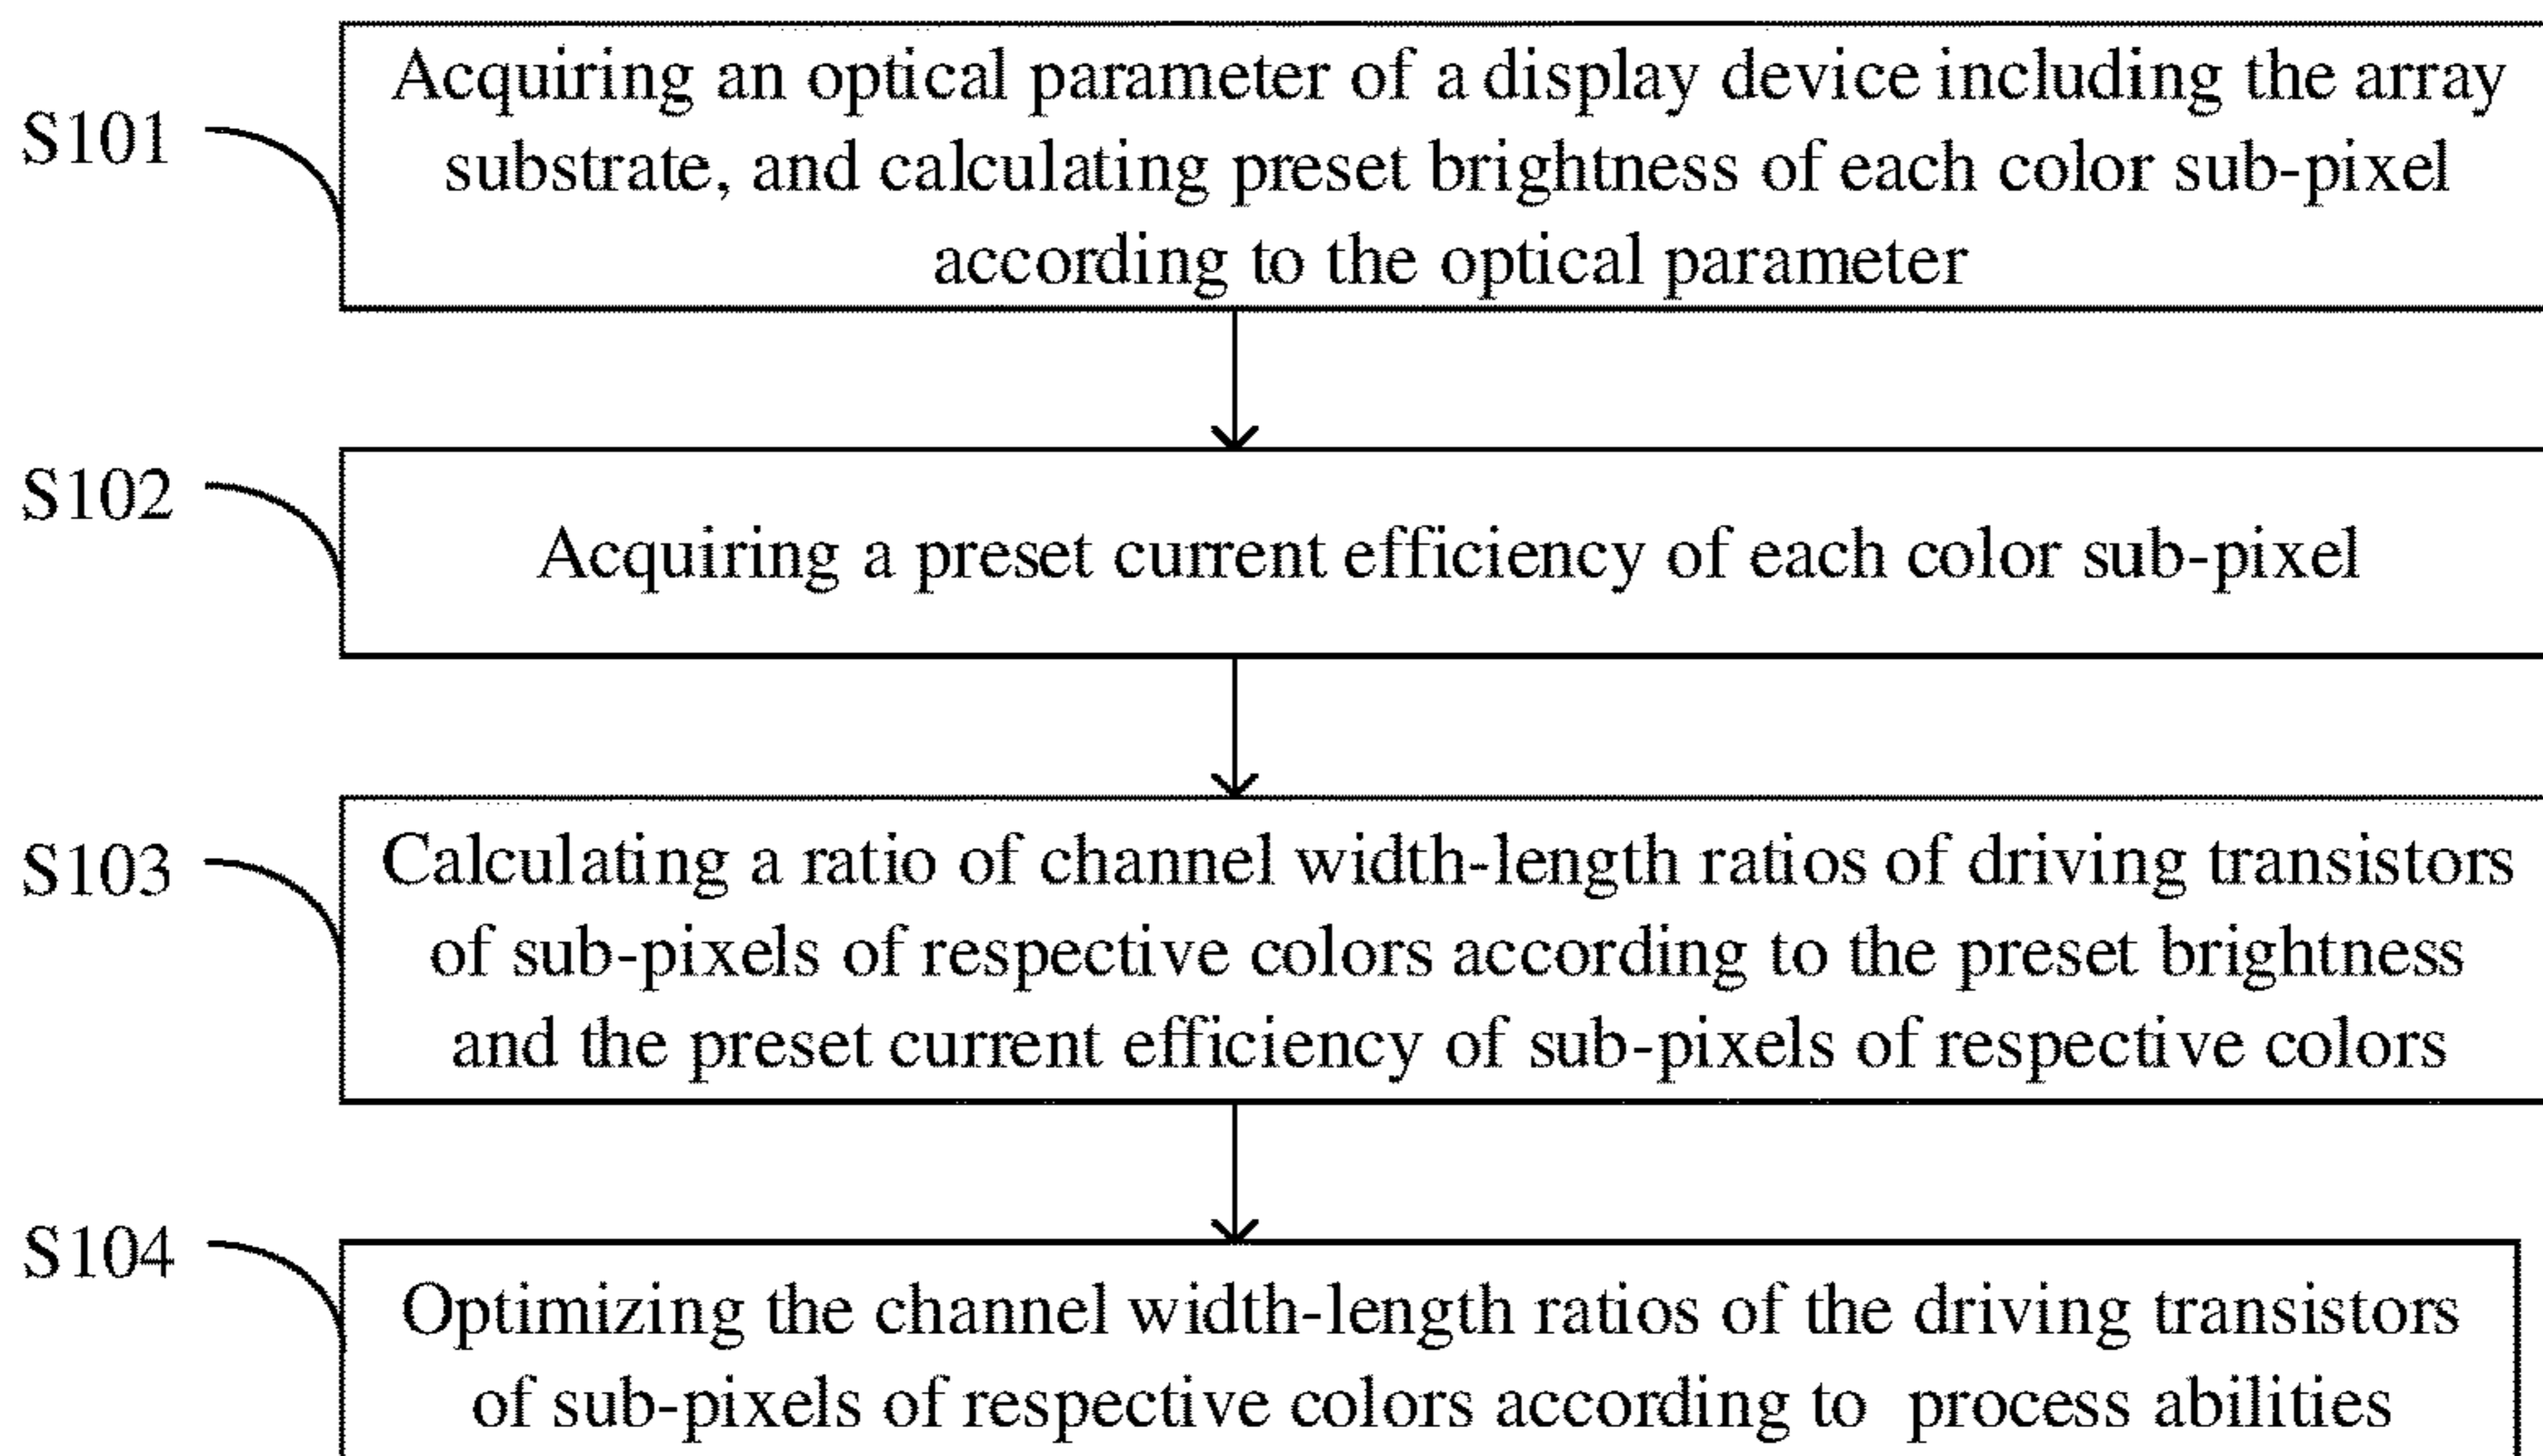 S101
Acquiring an optical parameter of a display device including the array
substrate, and calculating preset brightness of each color sub-pixel
according to the optical parameter
S102
Acquiring a preset current efficiency of each color sub-pixel
S103
Calculating a ratio of channel width-length ratios of driving transistors
of sub-pixels of respective colors according to the preset brightness
and the preset current efficiency of sub-pixels of respective colors
S104
Optimizing the channel width-length ratios of the driving transistors
of sub-pixels of respective colors according to process abilities